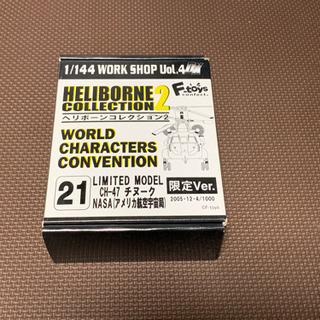 1/144 WORK SHOP Vol.4
HELIBORNE
COLLECTION 2
F-toys
confect.
ヘリボーンコレクション2
WORLD
CHARACTERS
CONVENTION
21
LIMITED MODEL
CH-47 チヌーク
NASA(アメリカ航空宇宙局)
限定Ver.
2005-12-4/1000
©F-toys